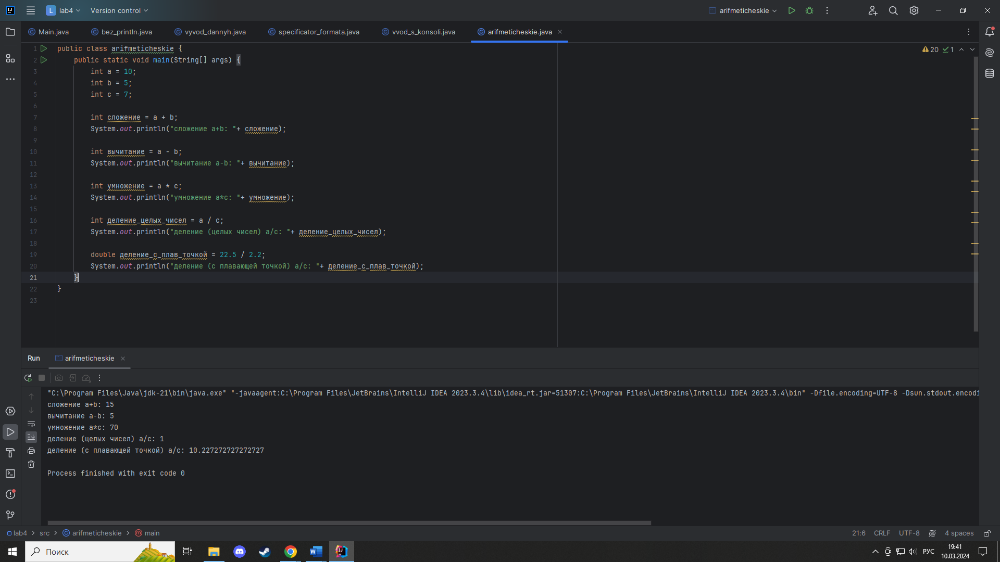 L lab4 Version control arifmeticheskie
Main.java bez_println.java vyvod_dannyh.java specificator_formata.java vvod_s_konsoli.java arifmeticheskie.java
20 1
1 public class arifmeticheskie {
2 public static void main(String[] args) {
3 int a = 10;
4 int b = 5;
5 int c = 7;
6
7 int сложение = a + b;
8 System.out.println("сложение a+b: "+ сложение);
9
10 int вычитание = a - b;
11 System.out.println("вычитание a-b: "+ вычитание);
12
13 int умножение = a * c;
14 System.out.println("умножение a*c: "+ умножение);
15
16 int деление_целых_чисел = a / c;
17 System.out.println("деление (целых чисел) a/c: "+ деление_целых_чисел);
18
19 double деление_с_плав_точкой = 22.5 / 2.2;
20 System.out.println("деление (с плавающей точкой) a/c: "+ деление_с_плав_точкой);
21 }
22 }
23
Run arifmeticheskie
"C:\Program Files\Java\jdk-21\bin\java.exe" "-javaagent:C:\Program Files\JetBrains\IntelliJ IDEA 2023.3.4\lib\idea_rt.jar=51307:C:\Program Files\JetBrains\IntelliJ IDEA 2023.3.4\bin" -Dfile.encoding=UTF-8 -Dsun.stdout.encodi
сложение a+b: 15
вычитание a-b: 5
умножение a*c: 70
деление (целых чисел) a/c: 1
деление (с плавающей точкой) a/c: 10.227272727272727
Process finished with exit code 0
lab4 src arifmeticheskie main 21:6 CRLF UTF-8 4 spaces
Поиск РУС 19:41
10.03.2024